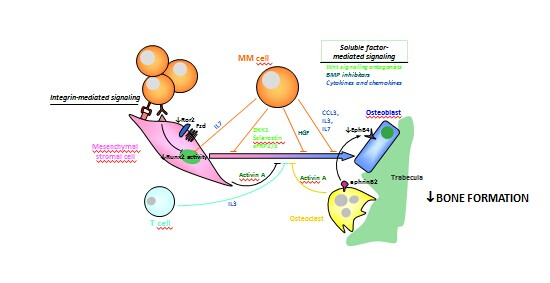 Soluble factor-
mediated signaling
Wnt signaling antagonists
BMP inhibitors
Cytokines and chemokines
MM cell
Integrin-mediated signaling
↓Ror2
Fzd
IL7
DKK1
Sclerostin
HGF
CCL3,
IL3,
IL7
Osteoblast
↓EphB4
Mesenchymal
stromal cell
↓Runx2 activity
Activin A
Activin A
ephrinB2
Trabecula
↓BONE FORMATION
IL3
T cell
Osteoclast